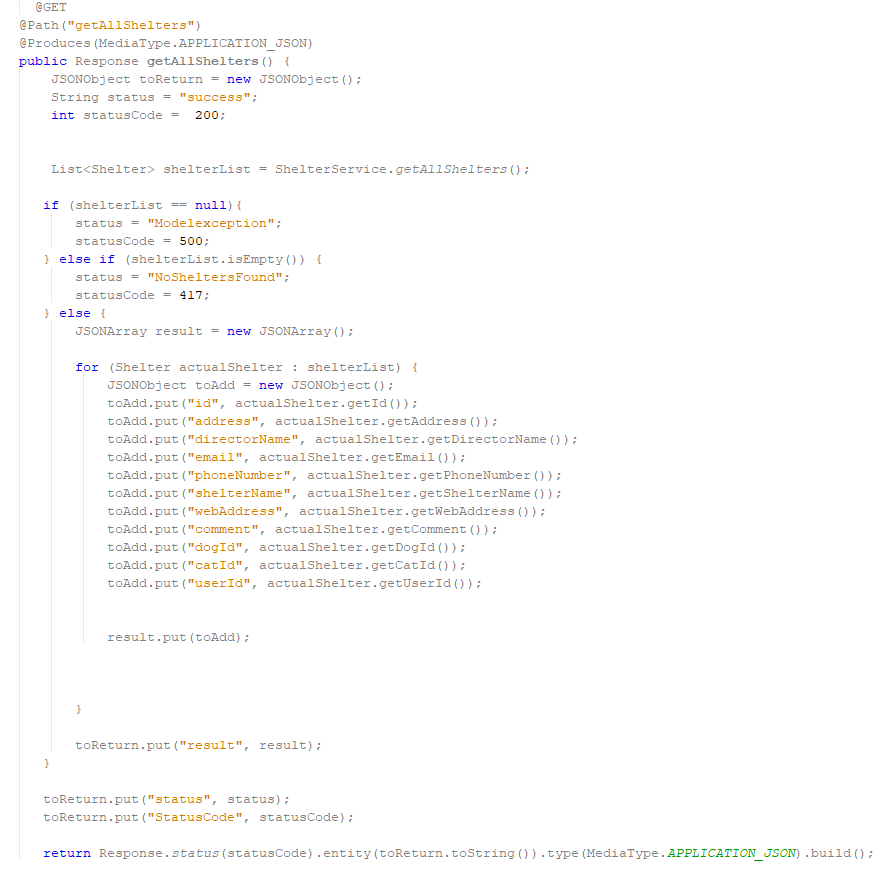 @GET
@Path("getAllShelters")
@Produces(MediaType.APPLICATION_JSON)
public Response getAllShelters() {
JSONObject toReturn = new JSONObject();
String status = "success";
int statusCode =  200;
List<Shelter> shelterList = ShelterService.getAllShelters();
if (shelterList == null){
status = "Modelexception";
statusCode = 500;
} else if (shelterList.isEmpty()) {
status = "NoSheltersFound";
statusCode = 417;
} else {
JSONArray result = new JSONArray();
for (Shelter actualShelter : shelterList) {
JSONObject toAdd = new JSONObject();
toAdd.put("id", actualShelter.getId());
toAdd.put("address", actualShelter.getAddress());
toAdd.put("directorName", actualShelter.getDirectorName());
toAdd.put("email", actualShelter.getEmail());
toAdd.put("phoneNumber", actualShelter.getPhoneNumber());
toAdd.put("shelterName", actualShelter.getShelterName());
toAdd.put("webAddress", actualShelter.getWebAddress());
toAdd.put("comment", actualShelter.getComment());
toAdd.put("dogId", actualShelter.getDogId());
toAdd.put("catId", actualShelter.getCatId());
toAdd.put("userId", actualShelter.getUserId());
result.put(toAdd);
}
toReturn.put("result", result);
}
toReturn.put("status", status);
toReturn.put("StatusCode", statusCode);
return Response.status(statusCode).entity(toReturn.toString()).type(MediaType.APPLICATION_JSON).build();